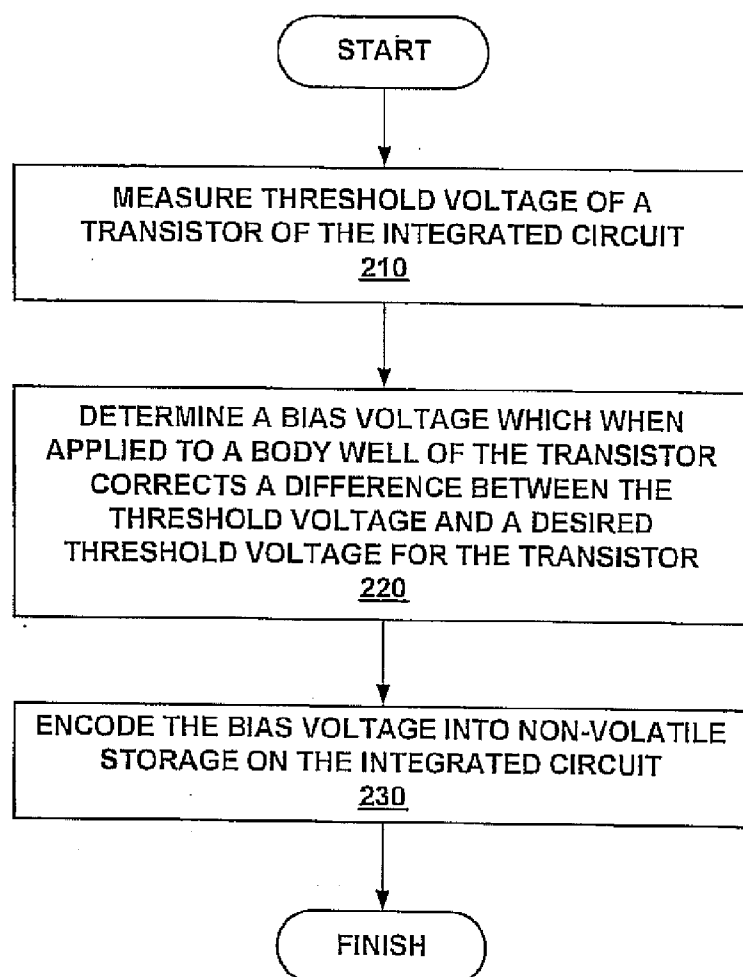 START
MEASURE THRESHOLD VOLTAGE OF A
TRANSISTOR OF THE INTEGRATED CIRCUIT
210
DETERMINE A BIAS VOLTAGE WHICH WHEN
APPLIED TO A BODY WELL OF THE TRANSISTOR
CORRECTS A DIFFERENCE BETWEEN THE
THRESHOLD VOLTAGE AND A DESIRED
THRESHOLD VOLTAGE FOR THE TRANSISTOR
220
ENCODE THE BIAS VOLTAGE INTO NON-VOLATILE
STORAGE ON THE INTEGRATED CIRCUIT
230
FINISH